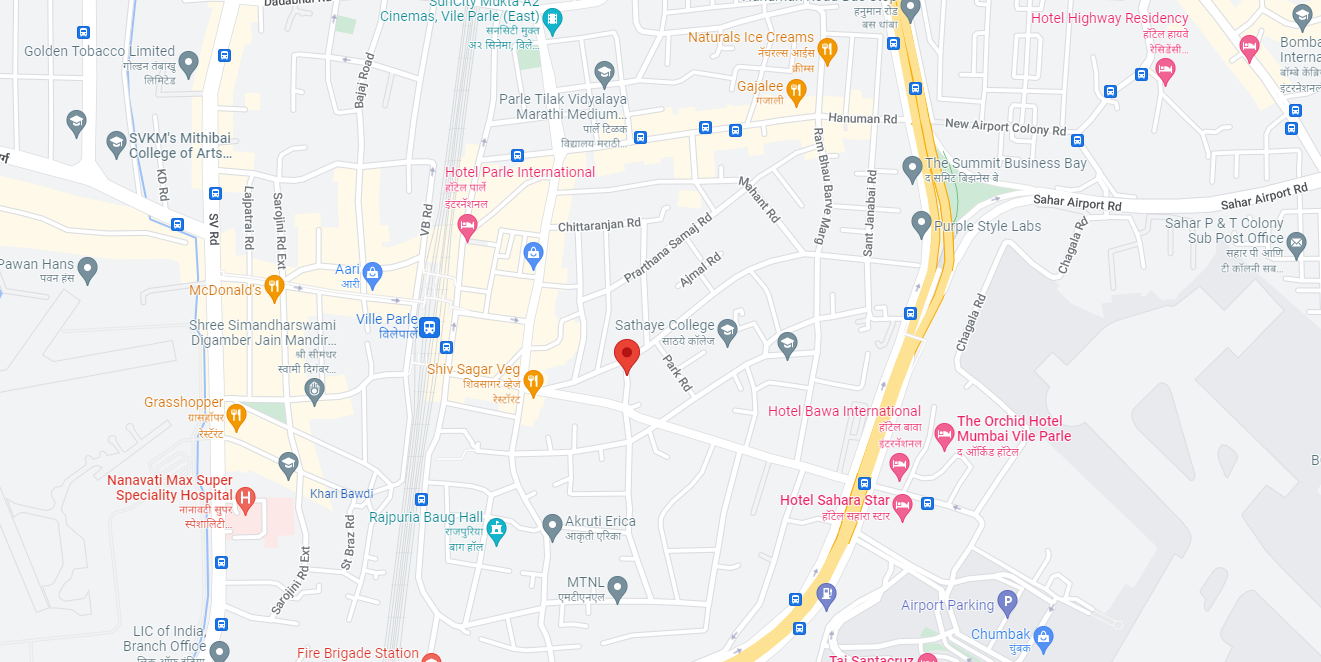 Dadabhai Rd
SunCity Mukta A2
Cinemas, Vile Parle (East)
सनसिटी मुक्त
अ२ सिनेमा, विले...
हनुमान रोड
बस थांबा
Hotel Highway Residency
हॉटेल हायवे
रेसिडेंसी...
Golden Tobacco Limited
गोल्डन तंबाखू
लिमिटेड
Naturals Ice Creams
नॅचरल्स आईस
क्रीम्स
Bajaj Road
Gajalee
गजाली
Parle Tilak Vidyalaya
Marathi Medium...
पार्ले टिळक
विद्यालय मराठी...
Hanuman Rd
New Airport Colony Rd
SVKM's Mithibai
College of Arts...
Hotel Parle International
हॉटेल पार्ले
इंटरनॅशनल
The Summit Business Bay
द समिट बिझनेस बे
Ram Bhau Barve Marg
Sant Janabai Rd
Mahant Rd
Sahar Airport Rd
Sahar Airport Rd
Lajpatrai Rd
Sarojini Rd Ext
SV Rd
VB Rd
Chittaranjan Rd
Prarthana Samaj Rd
Ajmal Rd
Purple Style Labs
Chagala Rd
Sahar P & T Colony
Sub Post Office
सहार पी आणि
टी कॉलनी सब...
Pawan Hans
पवन हंस
Aari
आरी
McDonald's
Ville Parle
विलेपार्ले
Shree Simandharswami
Digamber Jain Mandir...
श्री सीमंधर
स्वामी दिगंबर...
Sathaye College
साठये कॉलेज
Chagala Rd
Shiv Sagar Veg
शिवसागर व्हेज
रेस्टॉरंट
Park Rd
Grasshopper
ग्रासहॉपर
रेस्टॉरंट
Hotel Bawa International
हॉटेल बावा
इंटरनॅशनल
The Orchid Hotel
Mumbai Vile Parle
द ऑर्किड हॉटेल
Nanavati Max Super
Speciality Hospital
नानावटी सुपर
स्पेशालिटी...
Khari Bawdi
Hotel Sahara Star
हॉटेल सहारा स्टार
Rajpuria Baug Hall
राजपुरिया
बाग हॉल
Akruti Erica
आकृती एरिका
St Braz Rd
Sarojini Rd Ext
MTNL
एमटीएनएल
Airport Parking
Chumbak
चुंबक
LIC of India,
Branch Office
Fire Brigade Station
Taj Santacruz